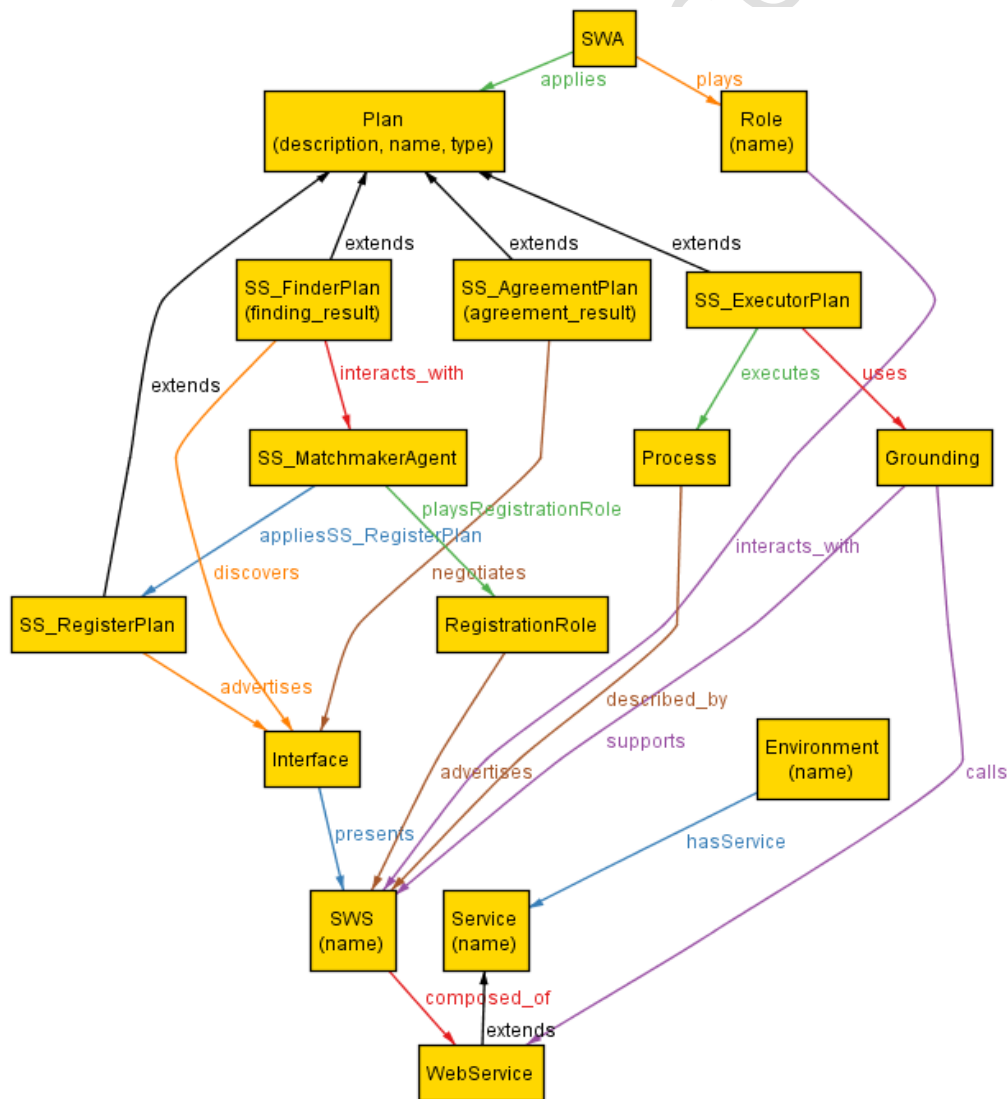 SWA
applies
plays
Plan
(description, name, type)
Role
(name)
extends
extends
extends
SS_FinderPlan
(finding_result)
SS_AgreementPlan
(agreement_result)
SS_ExecutorPlan
interacts_with
executes
uses
extends
SS_MatchmakerAgent
Process
Grounding
playsRegistrationRole
appliesSS_RegisterPlan
interacts_with
discovers
negotiates
SS_RegisterPlan
RegistrationRole
advertises
described_by
supports
Interface
advertises
Environment
(name)
calls
presents
hasService
SWS
(name)
Service
(name)
composed_of
extends
WebService